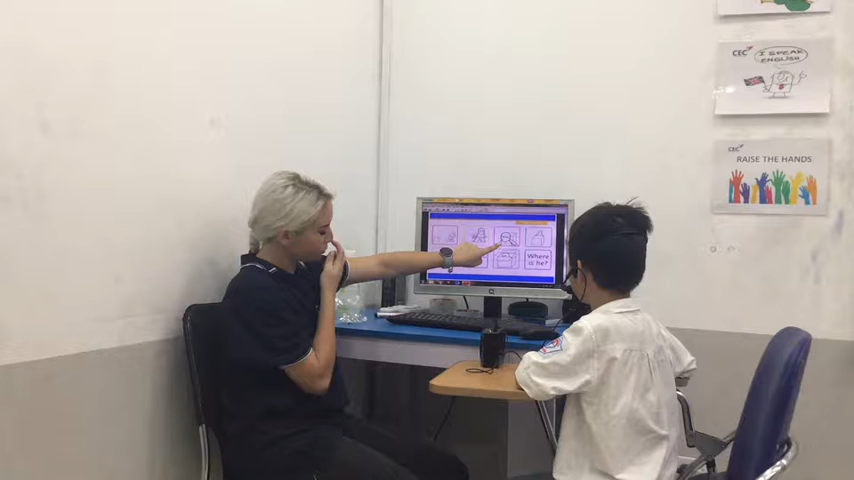 CEC
I SPEAK
ENGLISH
CEC
RAISE THE HANDS
Where
is he?